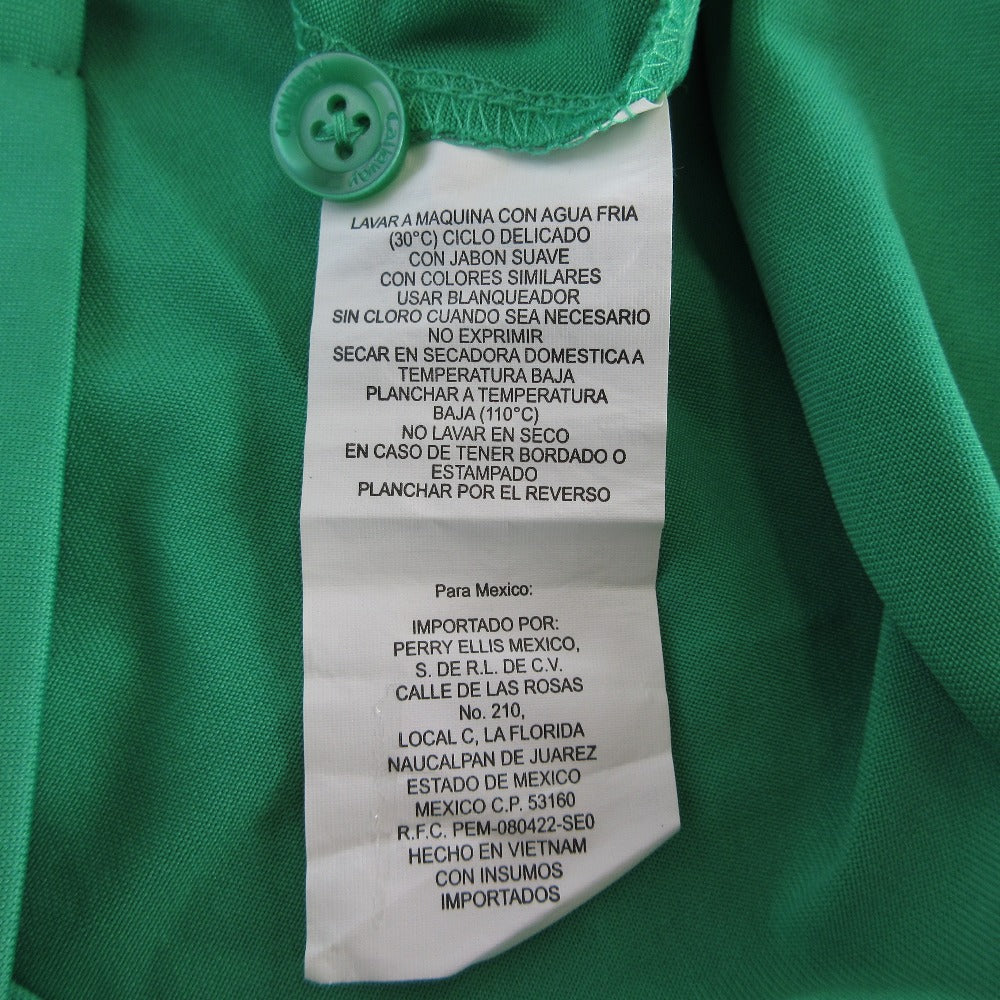 LAVAR A MAQUINA CON AGUA FRIA
(30°C) CICLO DELICADO
CON JABON SUAVE
CON COLORES SIMILARES
USAR BLANQUEADOR
SIN CLORO CUANDO SEA NECESARIO
NO EXPRIMIR
SECAR EN SECADORA DOMESTICA A
TEMPERATURA BAJA
PLANCHAR A TEMPERATURA
BAJA (110°C)
NO LAVAR EN SECO
EN CASO DE TENER BORDADO O
ESTAMPADO
PLANCHAR POR EL REVERSO
Para Mexico:
IMPORTADO POR:
PERRY ELLIS MEXICO,
S. DE R.L. DE C.V.
CALLE DE LAS ROSAS
No. 210,
LOCAL C, LA FLORIDA
NAUCALPAN DE JUAREZ
ESTADO DE MEXICO
MEXICO C.P. 53160
R.F.C. PEM-080422-SE0
HECHO EN VIETNAM
CON INSUMOS
IMPORTADOS